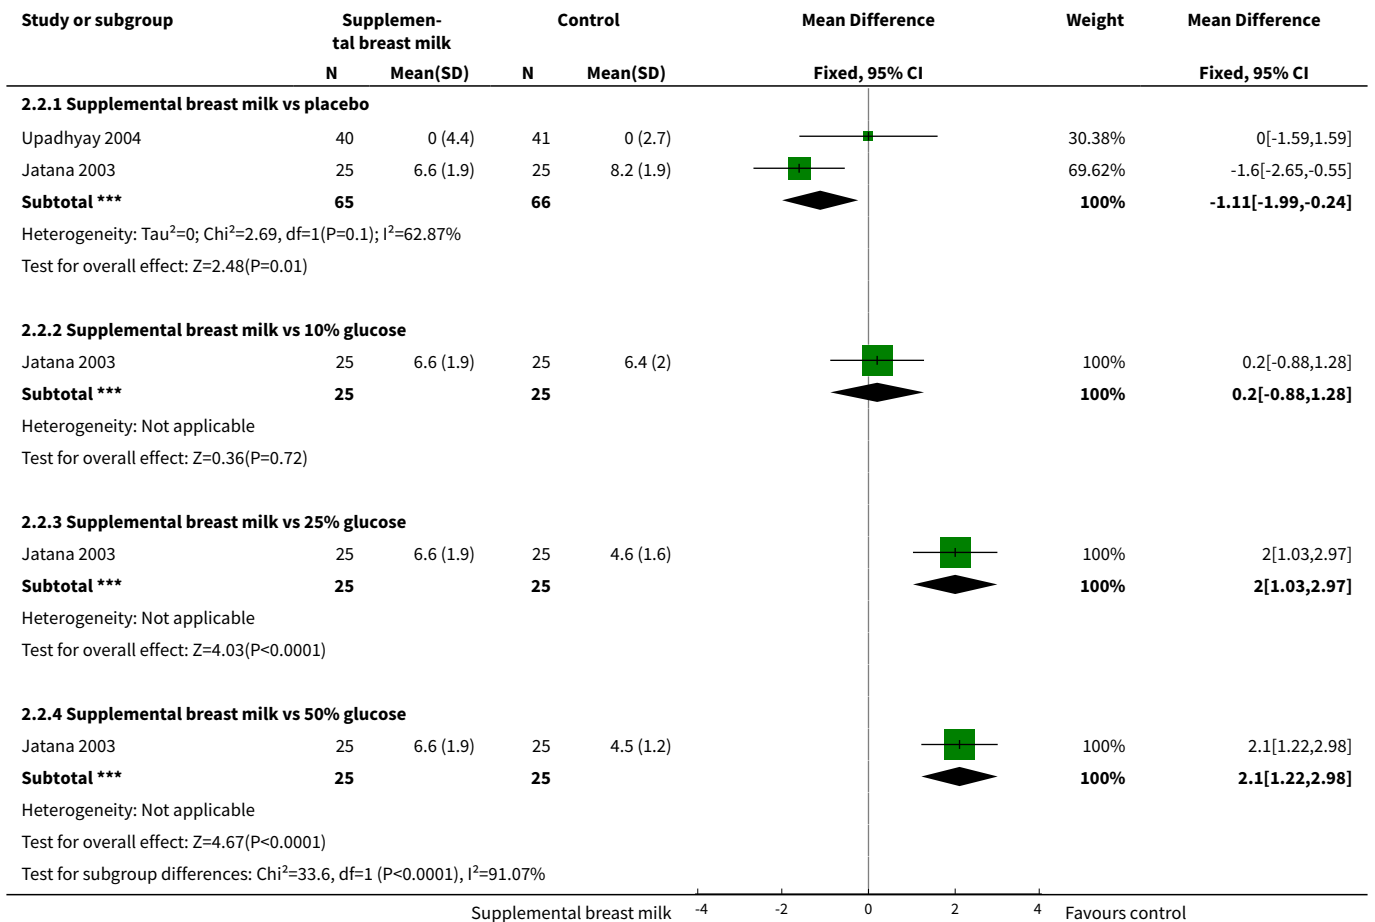 Study or subgroup Supplemen- Control Mean Difference Weight Mean Difference
tal breast milk
N Mean(SD) N Mean(SD) Fixed, 95% CI Fixed, 95% CI
2.2.1 Supplemental breast milk vs placebo
Upadhyay 2004 40 0 (4.4) 41 0 (2.7) 30.38% 0[-1.59,1.59]
Jatana 2003 25 6.6 (1.9) 25 8.2 (1.9) 69.62% -1.6[-2.65,-0.55]
Subtotal *** 65 66 100% -1.11[-1.99,-0.24]
Heterogeneity: Tau²=0; Chi²=2.69, df=1(P=0.1); I²=62.87%
Test for overall effect: Z=2.48(P=0.01)
2.2.2 Supplemental breast milk vs 10% glucose
Jatana 2003 25 6.6 (1.9) 25 6.4 (2) 100% 0.2[-0.88,1.28]
Subtotal *** 25 25 100% 0.2[-0.88,1.28]
Heterogeneity: Not applicable
Test for overall effect: Z=0.36(P=0.72)
2.2.3 Supplemental breast milk vs 25% glucose
Jatana 2003 25 6.6 (1.9) 25 4.6 (1.6) 100% 2[1.03,2.97]
Subtotal *** 25 25 100% 2[1.03,2.97]
Heterogeneity: Not applicable
Test for overall effect: Z=4.03(P<0.0001)
2.2.4 Supplemental breast milk vs 50% glucose
Jatana 2003 25 6.6 (1.9) 25 4.5 (1.2) 100% 2.1[1.22,2.98]
Subtotal *** 25 25 100% 2.1[1.22,2.98]
Heterogeneity: Not applicable
Test for overall effect: Z=4.67(P<0.0001)
Test for subgroup differences: Chi²=33.6, df=1 (P<0.0001), I²=91.07%
Supplemental breast milk -4 -2 0 2 4 Favours control